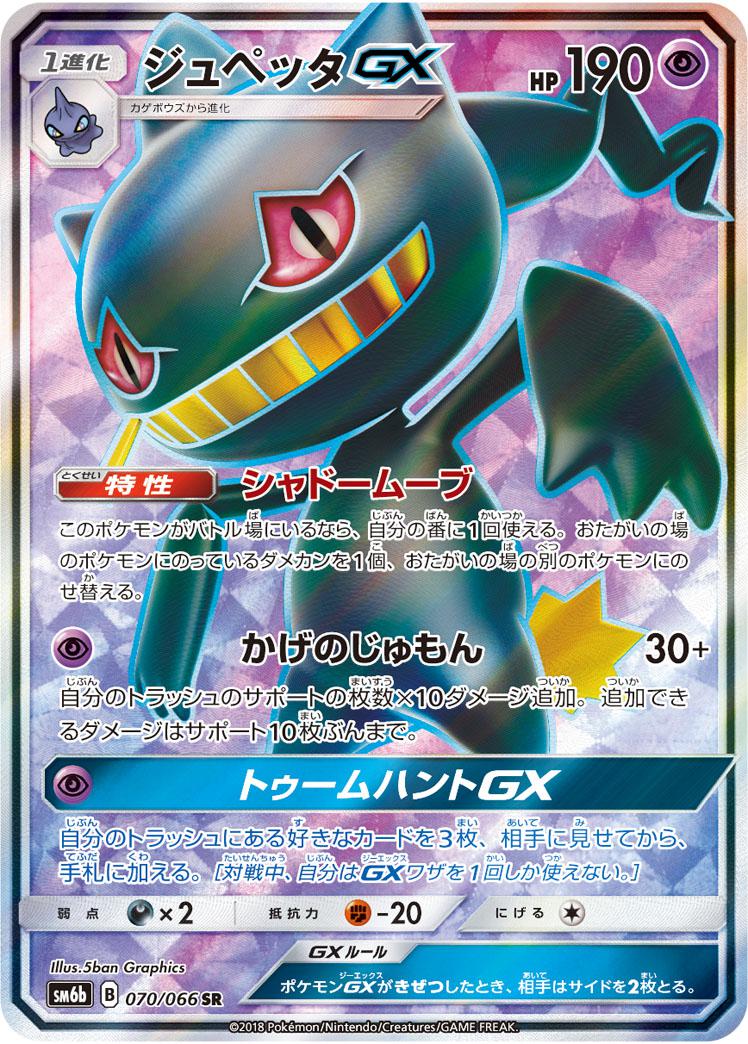 1進化 ジュペッタGX HP190
カゲボウズから進化
とくせい
特性 シャドームーブ
このポケモンがバトル場にいるなら、自分の番に1回使える。おたがいの場
のポケモンにのっているダメカンを1個、おたがいの場の別のポケモンにの
せ替える。
かげのじゅもん 30+
自分のトラッシュのサポートの枚数×10ダメージ追加。追加でき
るダメージはサポート10枚ぶんまで。
トゥームハントGX
自分のトラッシュにある好きなカードを3枚、相手に見せてから、
手札に加える。[対戦中、自分はGXワザを1回しか使えない。]
弱点 ×2 抵抗力 -20 にげる
GXルール
Illus.5ban Graphics
ポケモンGXがきぜつしたとき、相手はサイドを2枚とる。
sm6b B 070/066 SR
©2018 Pokémon/Nintendo/Creatures/GAME FREAK.